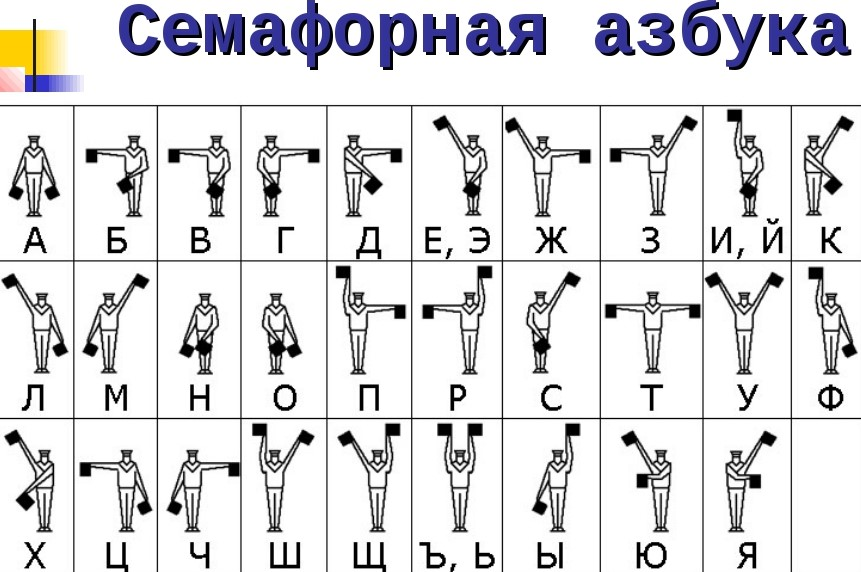 Семафорная азбука
А Б В Г Д Е, Э Ж З И, Й К
Л М Н О П Р С Т У Ф
Х Ц Ч Ш Щ Ъ, Ь Ы Ю Я